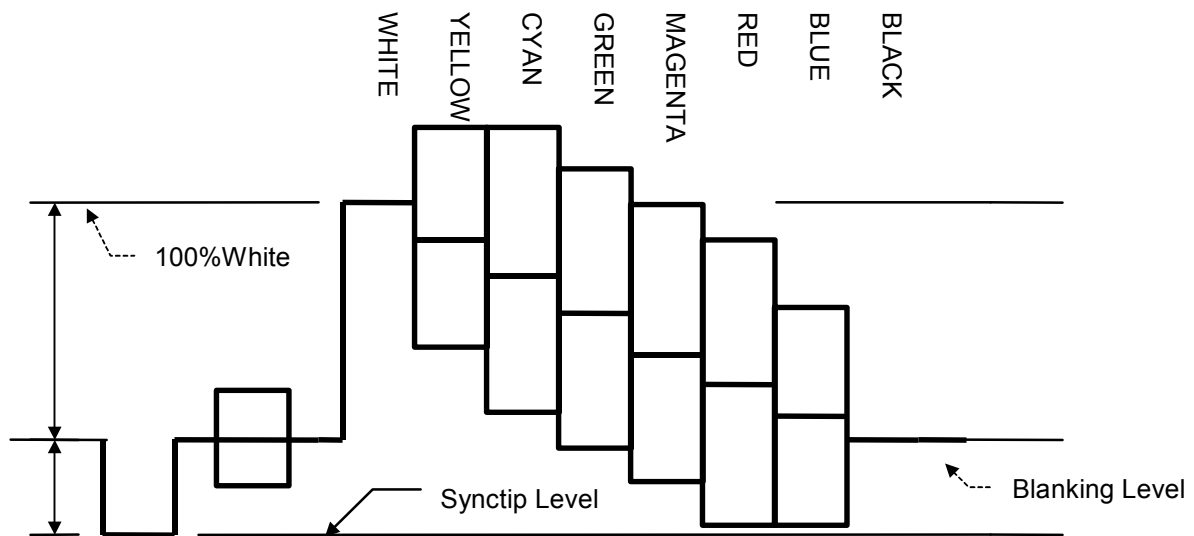 WHITE
YELLOW
CYAN
GREEN
MAGENTA
RED
BLUE
BLACK
100%White
Synctip Level
Blanking Level